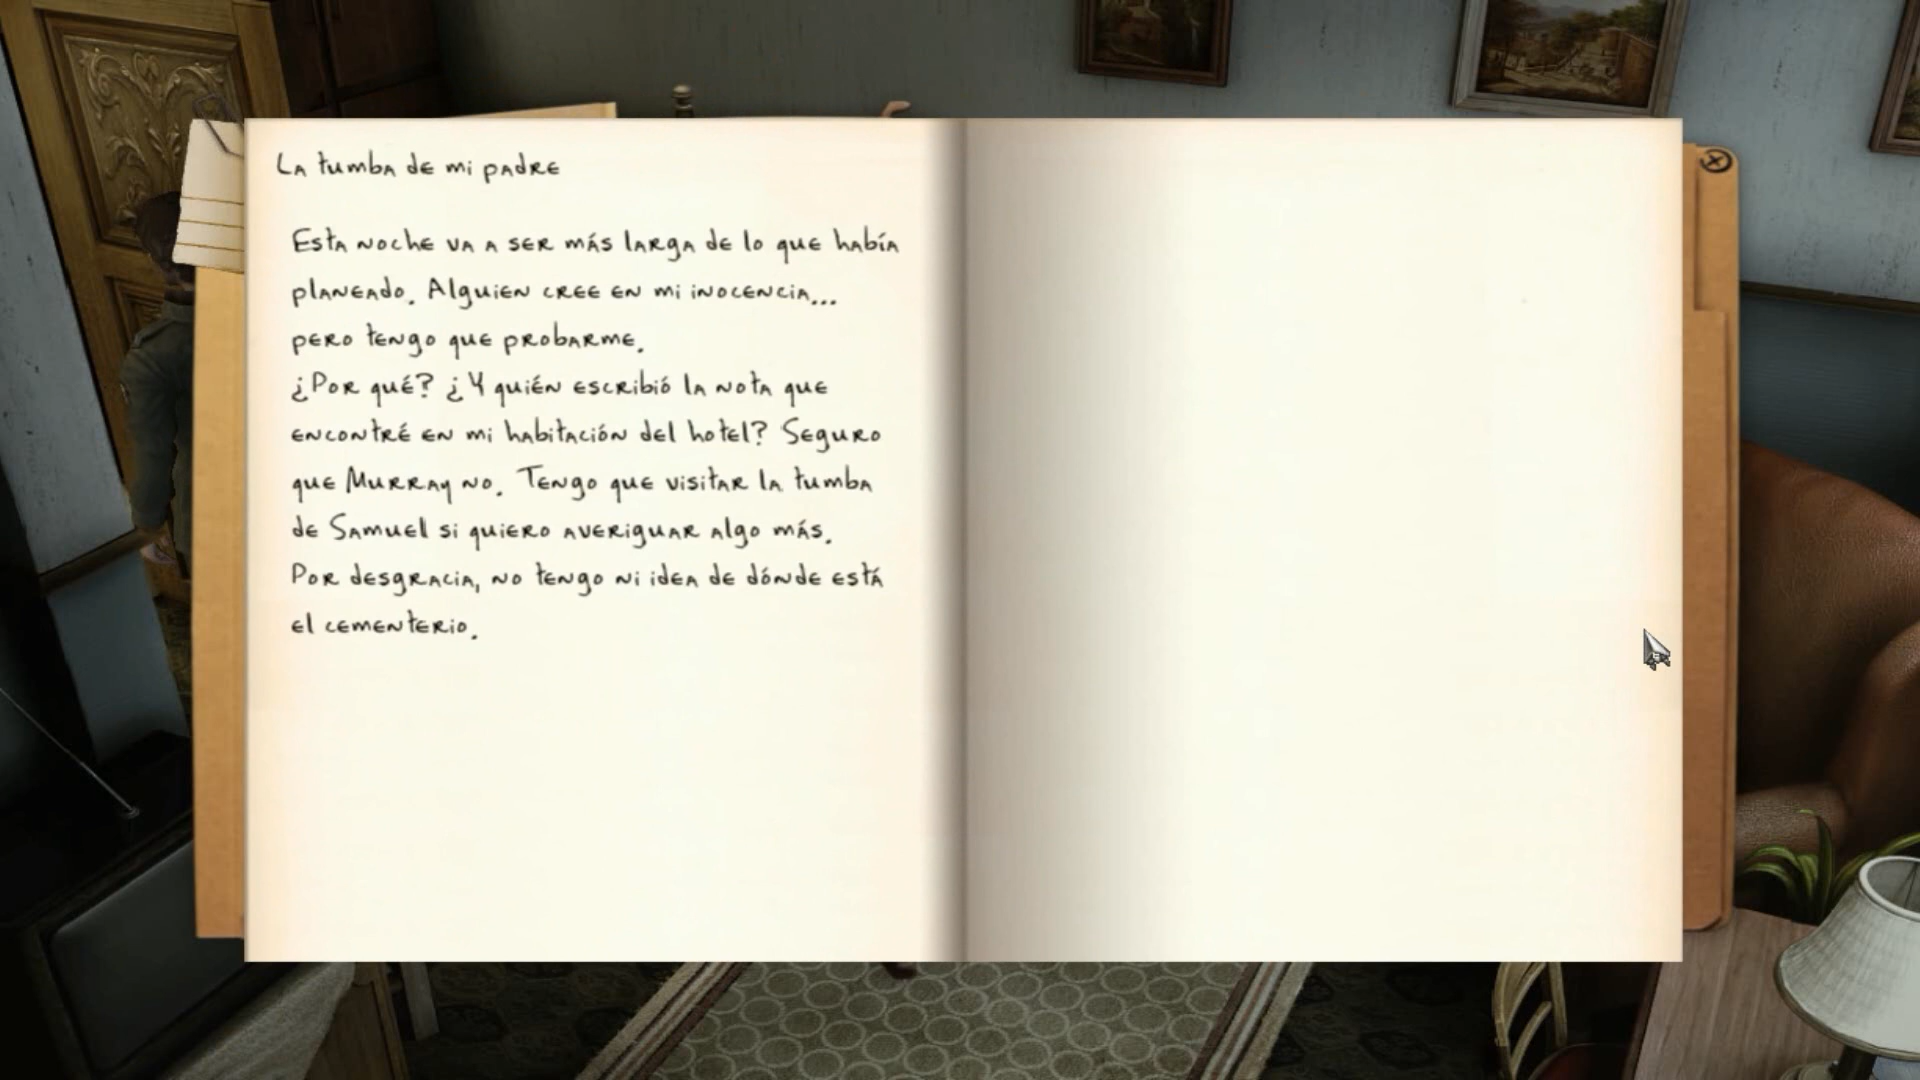 La tumba de mi padre
Esta noche va a ser más larga de lo que había
planeado. Alguien cree en mi inocencia...
pero tengo que probarme.
¿Por qué? ¿Y quién escribió la nota que
encontré en mi habitación del hotel? Seguro
que Murray no. Tengo que visitar la tumba
de Samuel si quiero averiguar algo más.
Por desgracia, no tengo ni idea de dónde está
el cementerio.